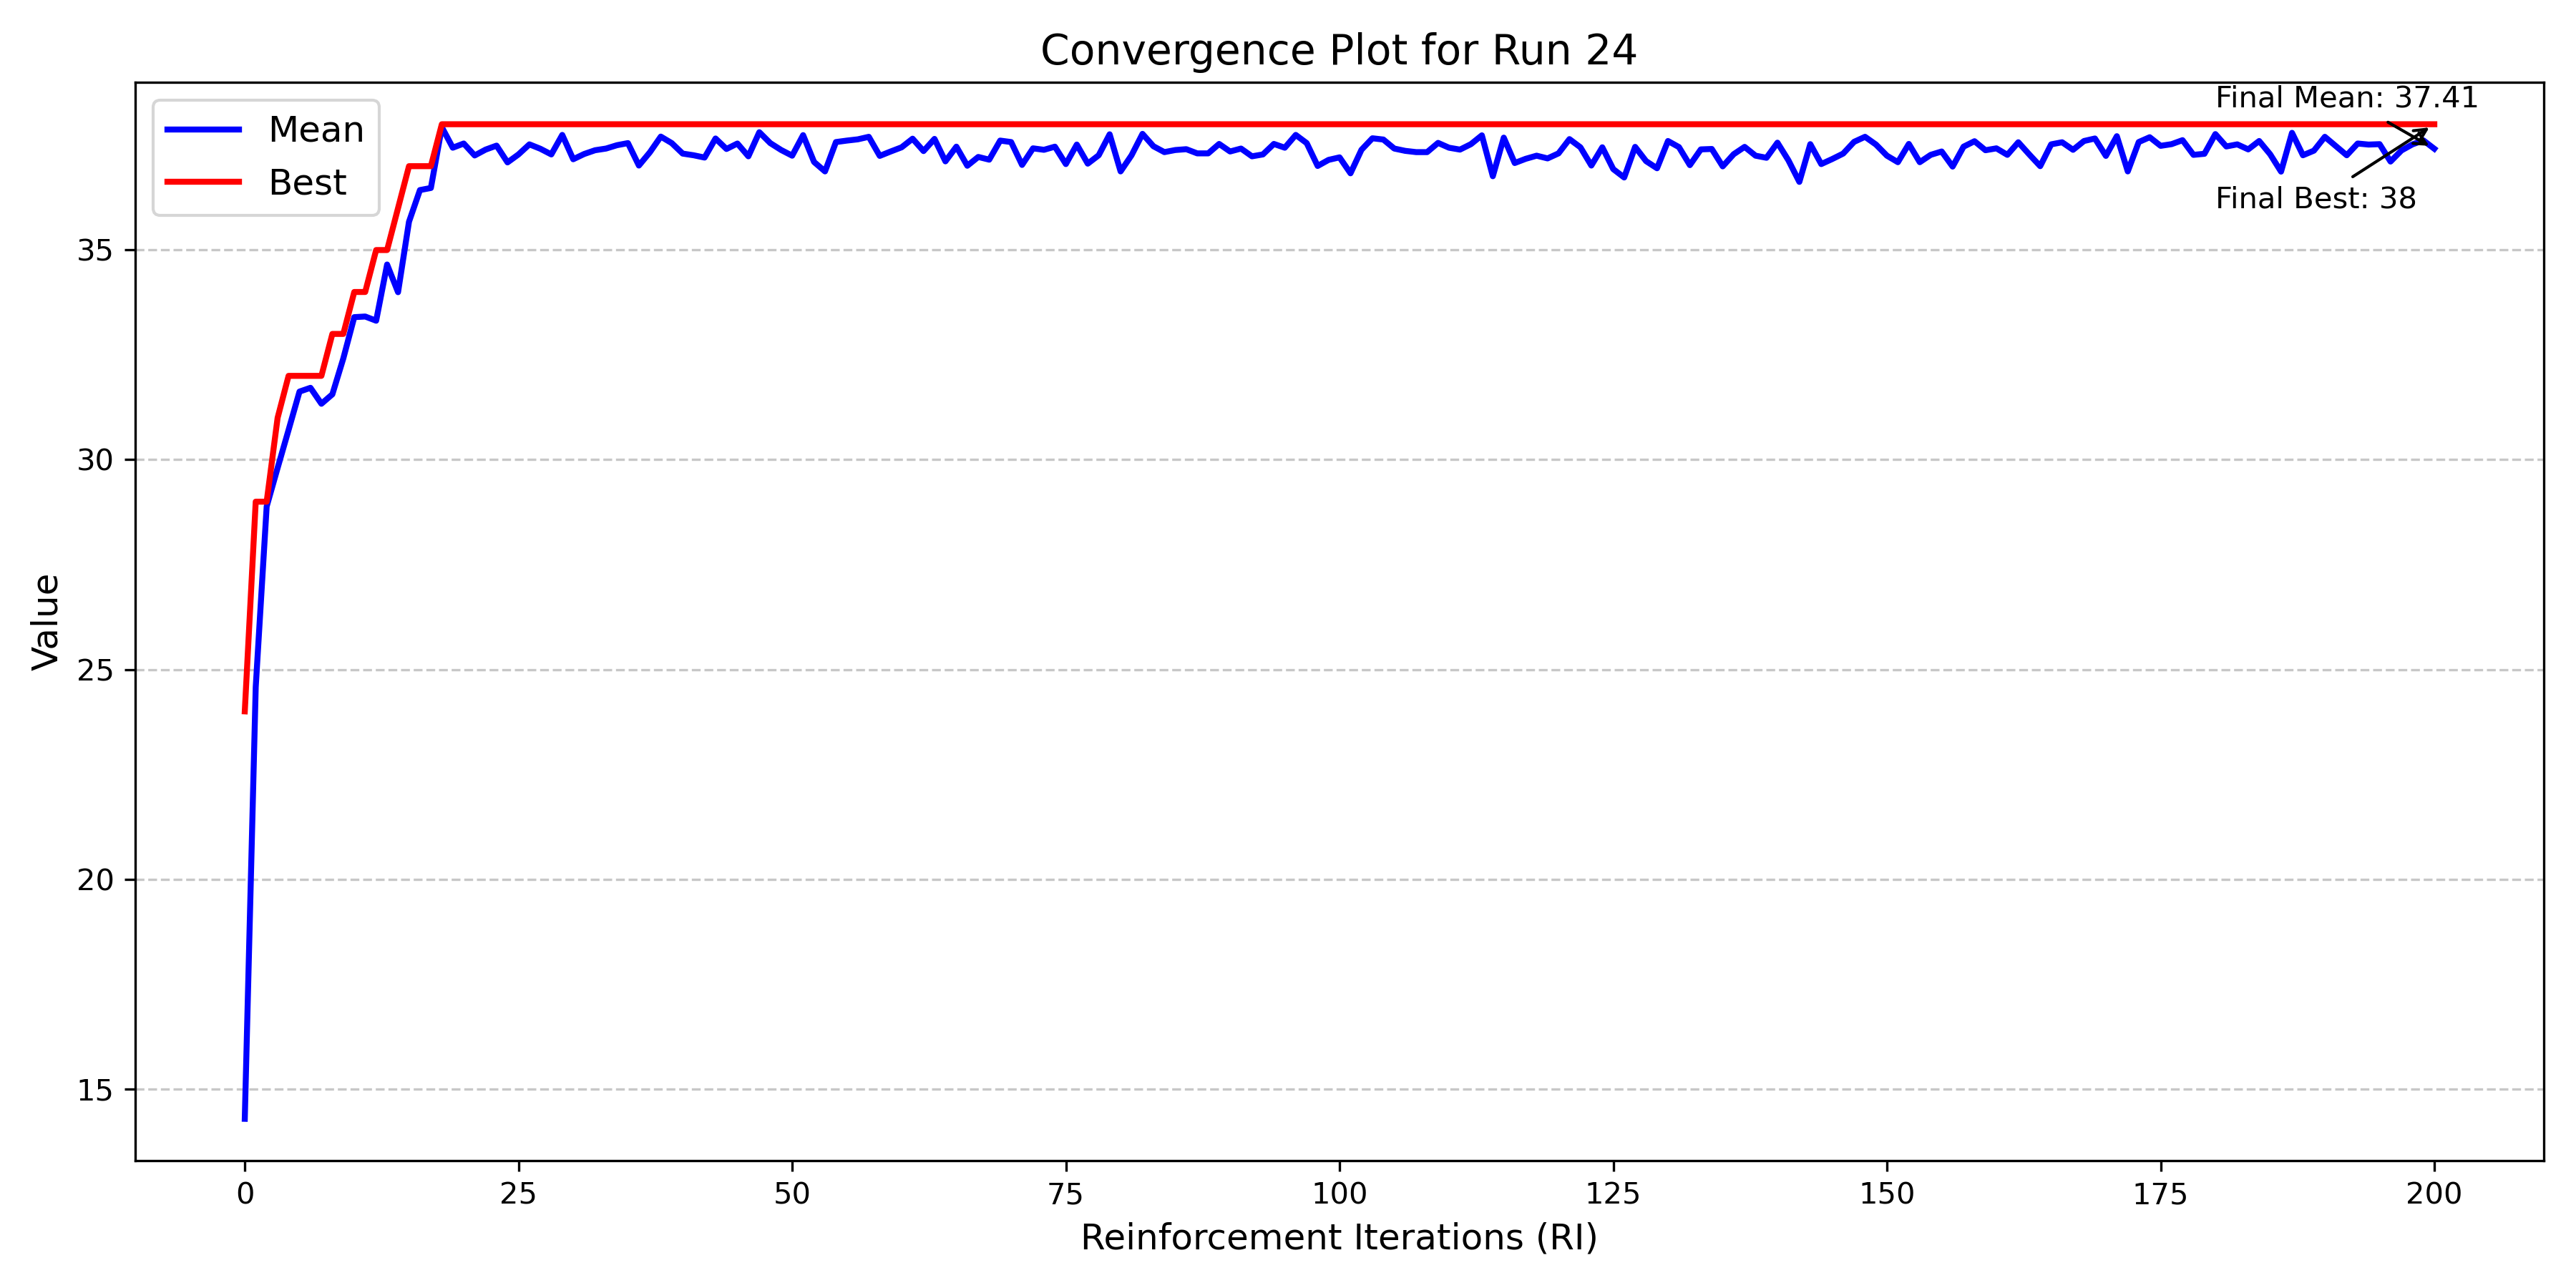 Convergence Plot for Run 24
Mean
Best
Final Mean: 37.41
Final Best: 38
Value
35
30
25
20
15
0 25 50 75 100 125 150 175 200
Reinforcement Iterations (RI)